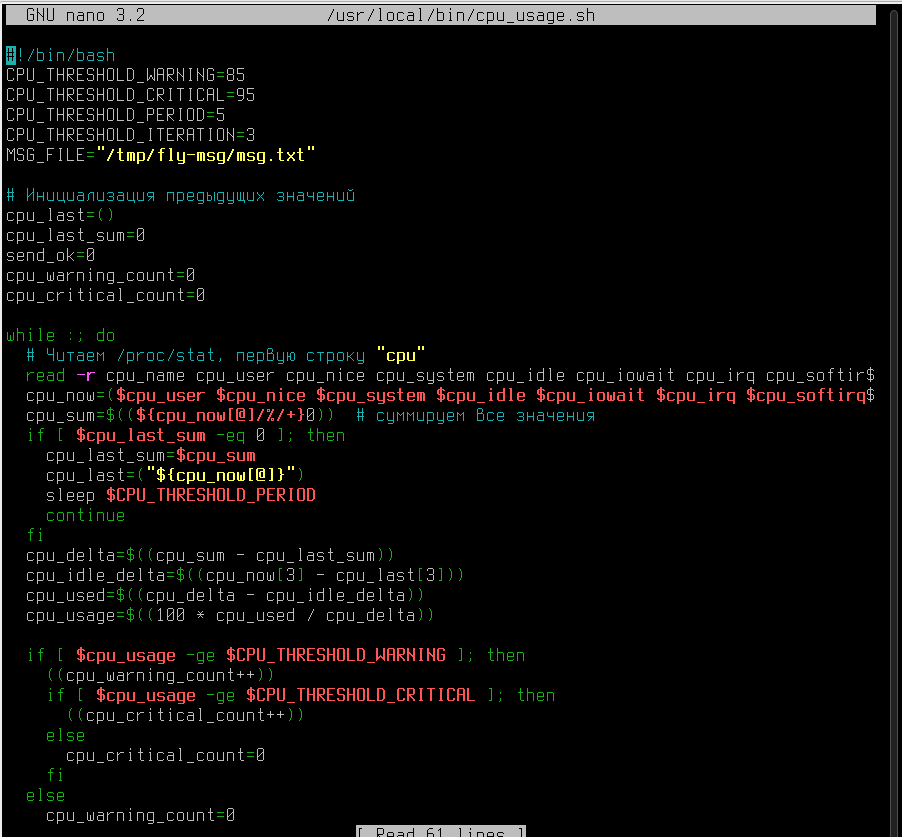 GNU nano 3.2 /usr/local/bin/cpu_usage.sh
#!/bin/bash
CPU_THRESHOLD_WARNING=85
CPU_THRESHOLD_CRITICAL=95
CPU_THRESHOLD_PERIOD=5
CPU_THRESHOLD_ITERATION=3
MSG_FILE="/tmp/fly-msg/msg.txt"
# Инициализация предыдущих значений
cpu_last=()
cpu_last_sum=0
send_ok=0
cpu_warning_count=0
cpu_critical_count=0
while :; do
# Читаем /proc/stat, первую строку "cpu"
read -r cpu_name cpu_user cpu_nice cpu_system cpu_idle cpu_iowait cpu_irq cpu_softir$
cpu_now=($cpu_user $cpu_nice $cpu_system $cpu_idle $cpu_iowait $cpu_irq $cpu_softirq$
cpu_sum=$((${cpu_now[@]/%/+}0)) # суммируем все значения
if [ $cpu_last_sum -eq 0 ]; then
cpu_last_sum=$cpu_sum
cpu_last=("${cpu_now[@]}")
sleep $CPU_THRESHOLD_PERIOD
continue
fi
cpu_delta=$((cpu_sum - cpu_last_sum))
cpu_idle_delta=$((cpu_now[3] - cpu_last[3]))
cpu_used=$((cpu_delta - cpu_idle_delta))
cpu_usage=$((100 * cpu_used / cpu_delta))
if [ $cpu_usage -ge $CPU_THRESHOLD_WARNING ]; then
((cpu_warning_count++))
if [ $cpu_usage -ge $CPU_THRESHOLD_CRITICAL ]; then
((cpu_critical_count++))
else
cpu_critical_count=0
fi
else
cpu_warning_count=0
[ Read 61 lines ]